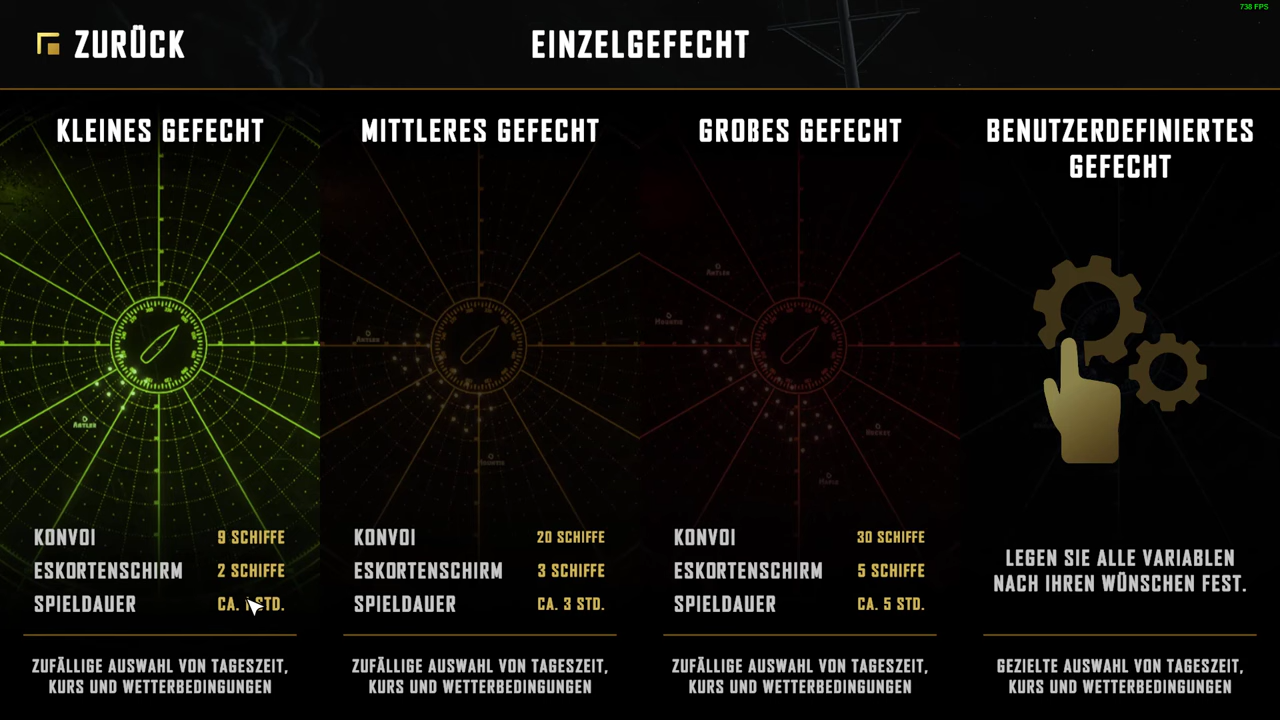 738 FPS
ZURÜCK
EINZELGEFECHT
KLEINES GEFECHT
KONVOI 9 SCHIFFE
ESKORTENSCHIRM 2 SCHIFFE
SPIELDAUER CA. STD.
ZUFÄLLIGE AUSWAHL VON TAGESZEIT,
KURS UND WETTERBEDINGUNGEN
MITTLERES GEFECHT
KONVOI 20 SCHIFFE
ESKORTENSCHIRM 3 SCHIFFE
SPIELDAUER CA. 3 STD.
ZUFÄLLIGE AUSWAHL VON TAGESZEIT,
KURS UND WETTERBEDINGUNGEN
GROßES GEFECHT
KONVOI 30 SCHIFFE
ESKORTENSCHIRM 5 SCHIFFE
SPIELDAUER CA. 5 STD.
ZUFÄLLIGE AUSWAHL VON TAGESZEIT,
KURS UND WETTERBEDINGUNGEN
BENUTZERDEFINIERTES
GEFECHT
LEGEN SIE ALLE VARIABLEN
NACH IHREN WÜNSCHEN FEST.
GEZIELTE AUSWAHL VON TAGESZEIT,
KURS UND WETTERBEDINGUNGEN